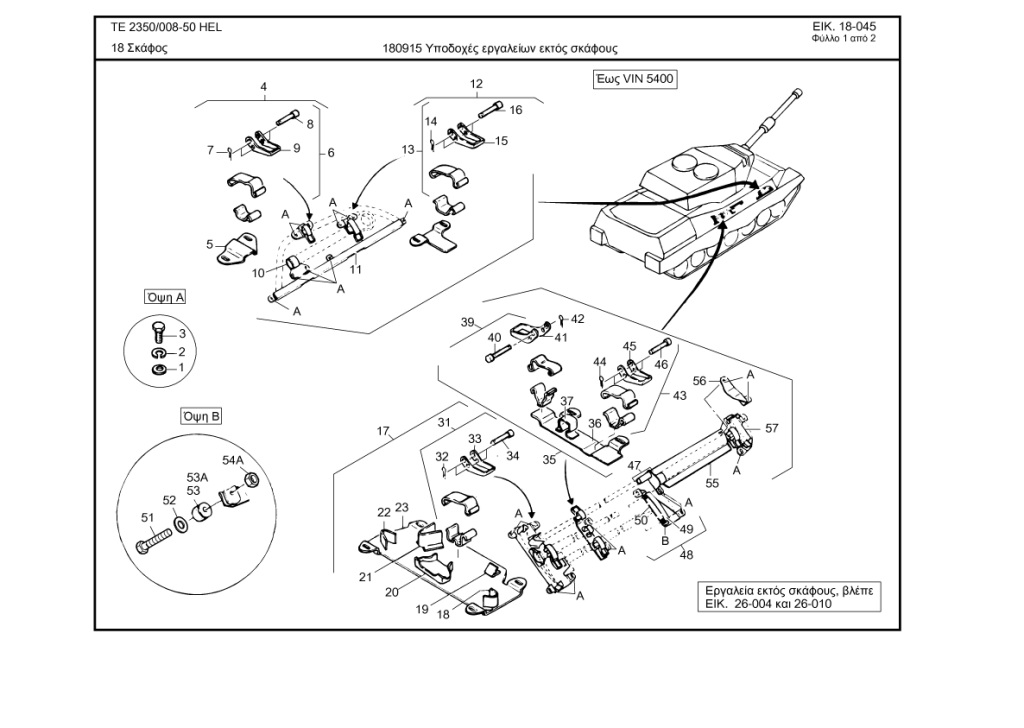 TE 2350/008-50 HEL
ΕΙΚ. 18-045
Φύλλο 1 από 2
18 Σκάφος
180915 Υποδοχές εργαλείων εκτός σκάφους
Έως VIN 5400
4
12
8
16
14
7
9
6
13
15
A
A
A
5
10
11
A
A
Όψη Α
3
2
1
39
42
40
41
45
44
46
56
A
43
37
36
57
17
31
33
35
A
32
34
47
55
Όψη Β
54A
53A
53
52
51
23
22
A
50
A
49
B
48
A
21
20
19
18
A
Εργαλεία εκτός σκάφους, βλέπε
ΕΙΚ. 26-004 και 26-010